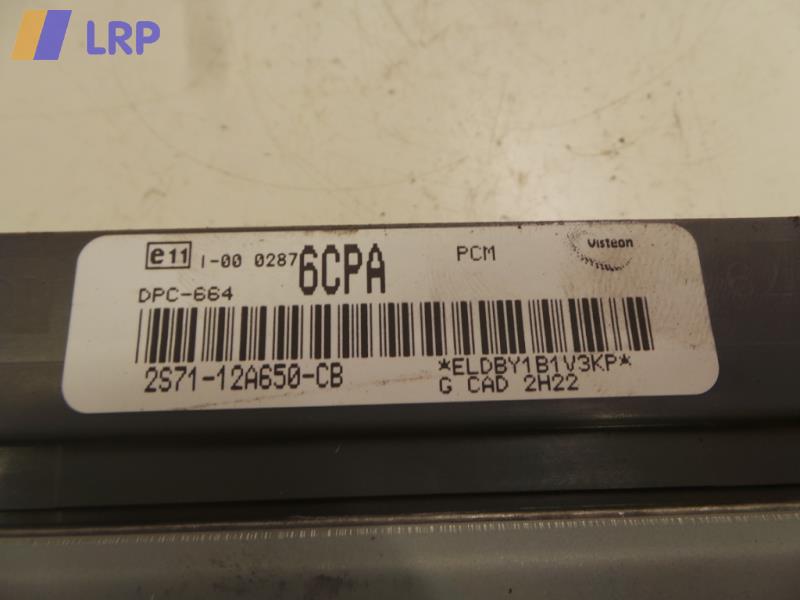 LRP
e11 I-00 0287 6CPA PCM Visteon
DPC-664
2S71-12A650-CB *ELDBY1B1V3KP*
G CAD 2H22